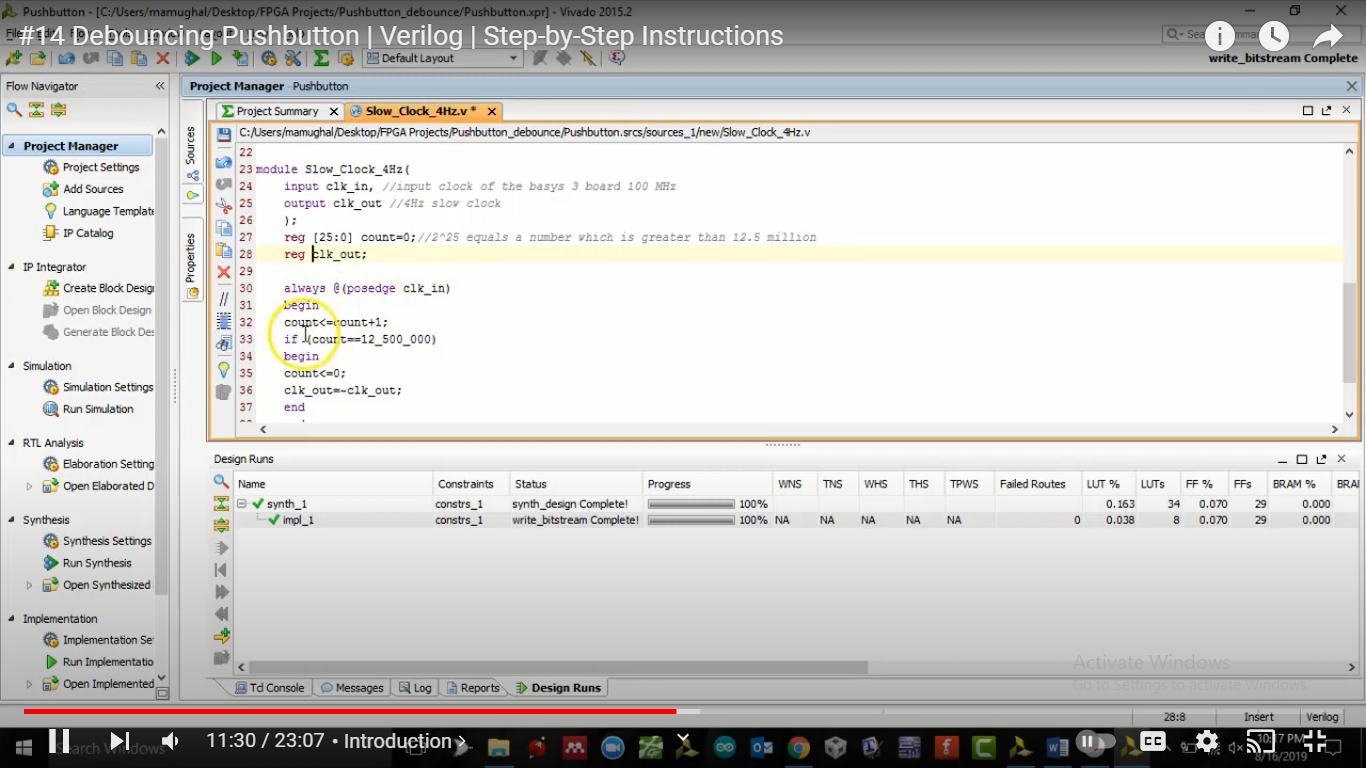 Pushbutton - [C:/Users/mamughal/Desktop/FPGA Projects/Pushbutton_debounce/Pushbutton.xpr] - Vivado 2015.2
#14 Debouncing Pushbutton | Verilog | Step-by-Step Instructions
Default Layout
write_bitstream Complete
Flow Navigator
Project Manager - Pushbutton
Project Summary
Slow_Clock_4Hz.v *
C:/Users/mamughal/Desktop/FPGA Projects/Pushbutton_debounce/Pushbutton.srcs/sources_1/new/Slow_Clock_4Hz.v
Sources
Properties
Project Manager
Project Settings
Add Sources
Language Templat
IP Catalog
IP Integrator
Create Block Desig
Open Block Design
Generate Block Des
Simulation
Simulation Settings
Run Simulation
RTL Analysis
Elaboration Setting
Open Elaborated D
Synthesis
Synthesis Settings
Run Synthesis
Open Synthesized
Implementation
Implementation Se
Run Implementatio
Open Implemented
22
23 module Slow_Clock_4Hz(
24 input clk_in, //input clock of the basys 3 board 100 MHz
25 output clk_out //4Hz slow clock
26 );
27 reg [25:0] count=0;//2^25 equals a number which is greater than 12.5 million
28 reg clk_out;
29
30 always @(posedge clk_in)
31 begin
32 count<=count+1;
33 if (count==12_500_000)
34 begin
35 count<=0;
36 clk_out=~clk_out;
37 end
Design Runs
Name Constraints Status Progress WNS TNS WHS THS TPWS Failed Routes LUT % LUTs FF % FFs BRAM % BRAI
synth_1 constrs_1 synth_design Complete! 100% 0.163 34 0.070 29 0.000
impl_1 constrs_1 write_bitstream Complete! 100% NA NA NA NA NA 0 0.038 8 0.070 29 0.000
Activate Windows
Go to Settings to activate Windows.
Tcl Console Messages Log Reports Design Runs
28:8 Insert Verilog
Search Windows
11:30 / 23:07 • Introduction
CC
8/16/2019